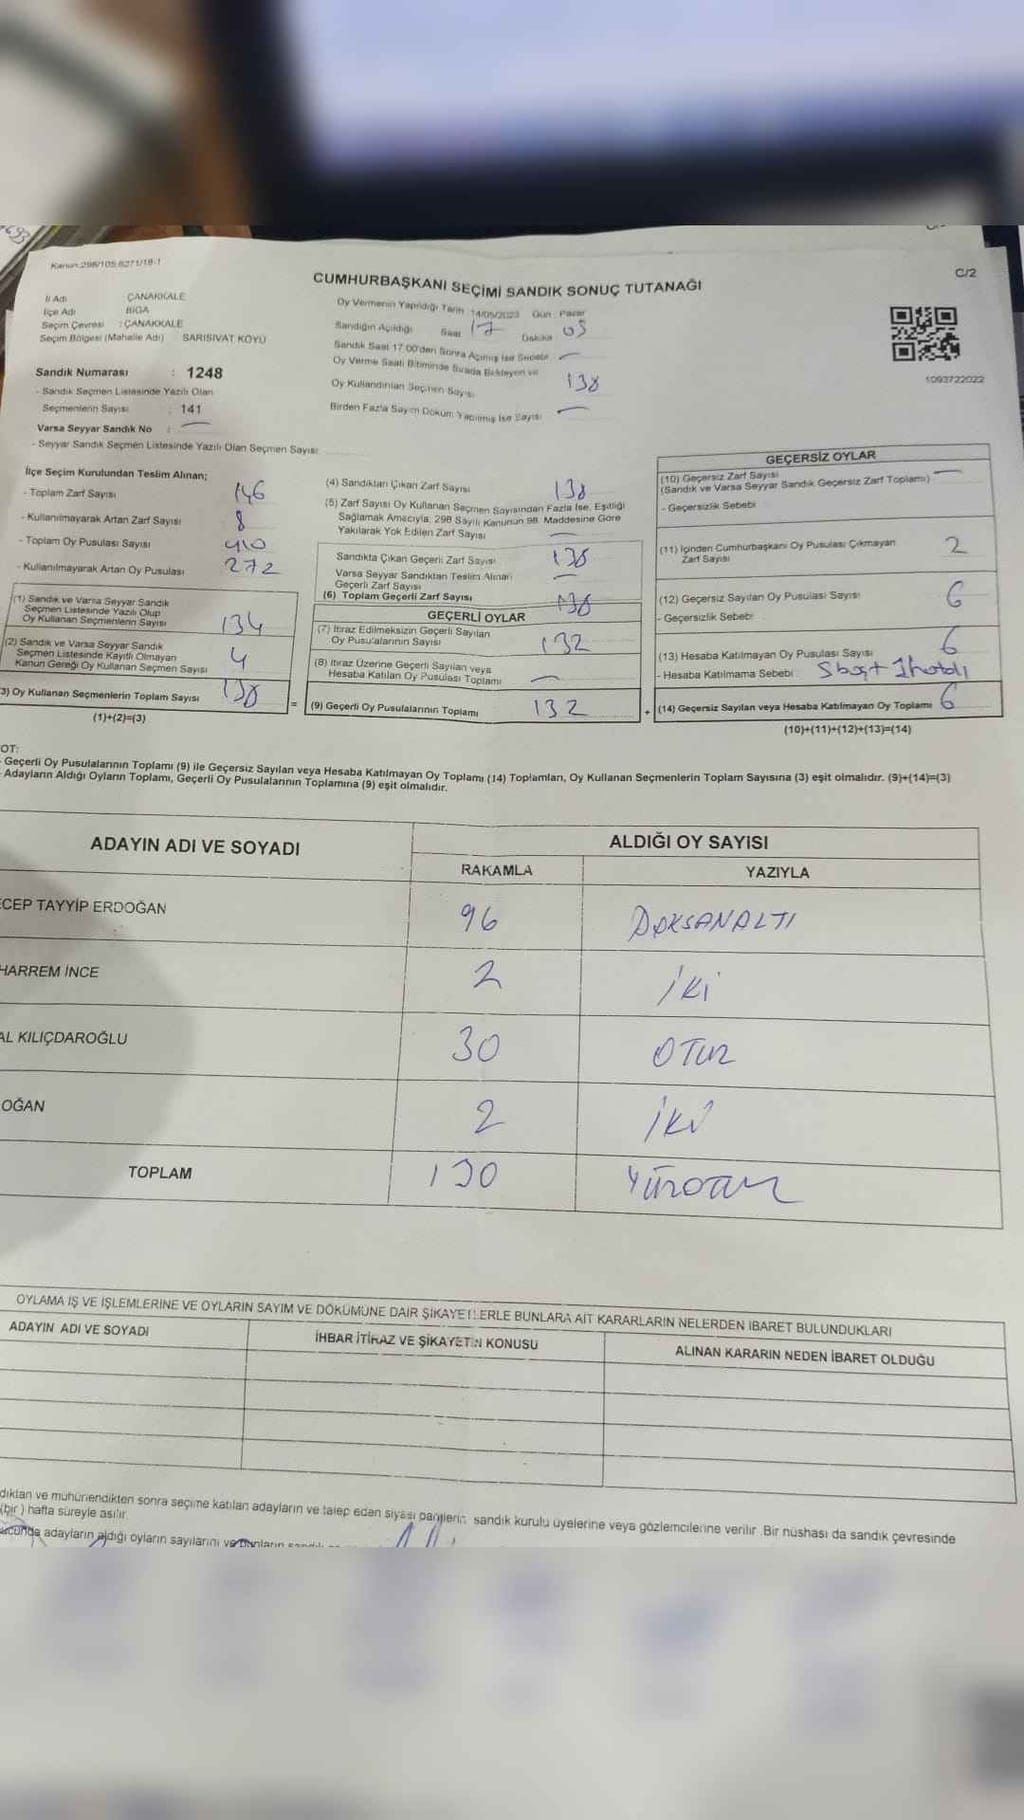 Kanun:298/105,6271/18-1
C/2
CUMHURBAŞKANI SEÇİMİ SANDIK SONUÇ TUTANAĞI
İl Adı ÇANAKKALE
İlçe Adı BİGA
Seçim Çevresi : ÇANAKKALE
Seçim Bölgesi (Mahalle Adı) SARISIVAT KÖYÜ
Sandık Numarası : 1248
- Sandık Seçmen Listesinde Yazılı Olan
Seçmenlerin Sayısı : 141
Varsa Seyyar Sandık No : —
- Seyyar Sandık Seçmen Listesinde Yazılı Olan Seçmen Sayısı
Oy Vermenin Yapıldığı Tarih 14/05/2023 Gün : Pazar
Sandığın Açıldığı Saat 17 Dakika 05
Sandık Saat 17:00'den Sonra Açılmış İse Sebebi —
Oy Verme Saati Bitiminde Sırada Bekleyen ve
Oy Kullandırılan Seçmen Sayısı 138
Birden Fazla Sayım Döküm Yapılmış İse Sayısı —
1093722022
İlçe Seçim Kurulundan Teslim Alınan;
- Toplam Zarf Sayısı 146
- Kullanılmayarak Artan Zarf Sayısı 8
- Toplam Oy Pusulası Sayısı 410
- Kullanılmayarak Artan Oy Pusulası 272
(1) Sandık ve Varsa Seyyar Sandık
Seçmen Listesinde Yazılı Olup
Oy Kullanan Seçmenlerin Sayısı 134
(2) Sandık ve Varsa Seyyar Sandık
Seçmen Listesinde Kayıtlı Olmayan
Kanun Gereği Oy Kullanan Seçmen Sayısı 4
3) Oy Kullanan Seçmenlerin Toplam Sayısı 138
(1)+(2)=(3)
(4) Sandıktan Çıkan Zarf Sayısı 138
(5) Zarf Sayısı Oy Kullanan Seçmen Sayısından Fazla İse, Eşitliği
Sağlamak Amacıyla, 298 Sayılı Kanunun 98. Maddesine Göre
Yakılarak Yok Edilen Zarf Sayısı —
Sandıkta Çıkan Geçerli Zarf Sayısı 138
Varsa Seyyar Sandıktan Teslim Alınan
Geçerli Zarf Sayısı —
(6) Toplam Geçerli Zarf Sayısı 138
GEÇERLİ OYLAR
(7) İtiraz Edilmeksizin Geçerli Sayılan
Oy Pusulalarının Sayısı 132
(8) İtiraz Üzerine Geçerli Sayılan veya
Hesaba Katılan Oy Pusulası Toplamı —
= (9) Geçerli Oy Pusulalarının Toplamı 132
GEÇERSİZ OYLAR
(10) Geçersiz Zarf Sayısı —
(Sandık ve Varsa Seyyar Sandık Geçersiz Zarf Toplamı)
- Geçersizlik Sebebi
(11) İçinden Cumhurbaşkanı Oy Pusulası Çıkmayan
Zarf Sayısı 2
(12) Geçersiz Sayılan Oy Pusulası Sayısı 6
- Geçersizlik Sebebi
(13) Hesaba Katılmayan Oy Pusulası Sayısı 6
- Hesaba Katılmama Sebebi
+ (14) Geçersiz Sayılan veya Hesaba Katılmayan Oy Toplamı 6
(10)+(11)+(12)+(13)=(14)
OT:
- Geçerli Oy Pusulalarının Toplamı (9) ile Geçersiz Sayılan veya Hesaba Katılmayan Oy Toplamı (14) Toplamları, Oy Kullanan Seçmenlerin Toplam Sayısına (3) eşit olmalıdır. (9)+(14)=(3)
- Adayların Aldığı Oyların Toplamı, Geçerli Oy Pusulalarının Toplamına (9) eşit olmalıdır.
ADAYIN ADI VE SOYADI ALDIĞI OY SAYISI
RAKAMLA YAZIYLA
ECEP TAYYİP ERDOĞAN 96 DOKSANALTI
HARREM İNCE 2 İKİ
AL KILIÇDAROĞLU 30 OTUZ
OĞAN 2 İKİ
TOPLAM 130 YÜZOTUZ
OYLAMA İŞ VE İŞLEMLERİNE VE OYLARIN SAYIM VE DÖKÜMÜNE DAİR ŞİKAYETLERLE BUNLARA AİT KARARLARIN NELERDEN İBARET BULUNDUKLARI
ADAYIN ADI VE SOYADI İHBAR İTİRAZ VE ŞİKAYETİN KONUSU ALINAN KARARIN NEDEN İBARET OLDUĞU
dıktan ve mühürlendikten sonra seçime katılan adayların ve talep eden siyasi partilerin sandık kurulu üyelerine veya gözlemcilerine verilir. Bir nüshası da sandık çevresinde
(bir) hafta süreyle asılır.
adayların aldığı oyların sayılarını ve bunların